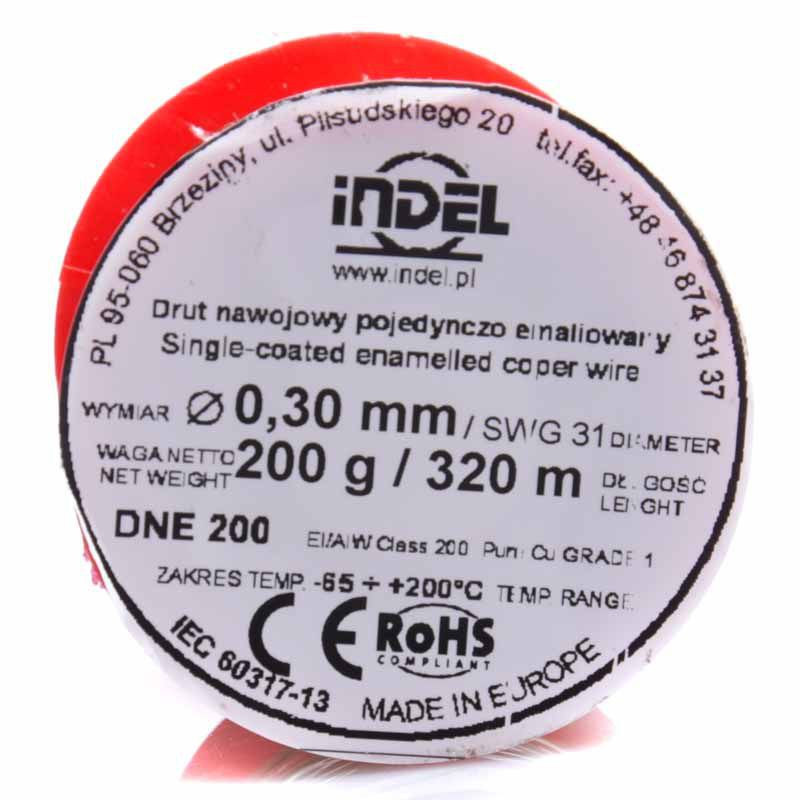 PL 95-060 Brzeziny, ul. Piłsudskiego 20 tel.fax: +48 46 874 31 37
iNDEL
www.indel.pl
Drut nawojowy pojedynczo emaliowany
Single-coated enamelled coper wire
WYMIAR Ø 0,30 mm / SWG 31 DIAMETER
WAGA NETTO 200 g / 320 m DŁUGOŚĆ
NET WEIGHT LENGHT
DNE 200 EI/AIW Class 200 Pure Cu GRADE 1
ZAKRES TEMP. -65 ÷ +200°C TEMP. RANGE
CE RoHS
COMPLIANT
IEC 60317-13 MADE IN EUROPE